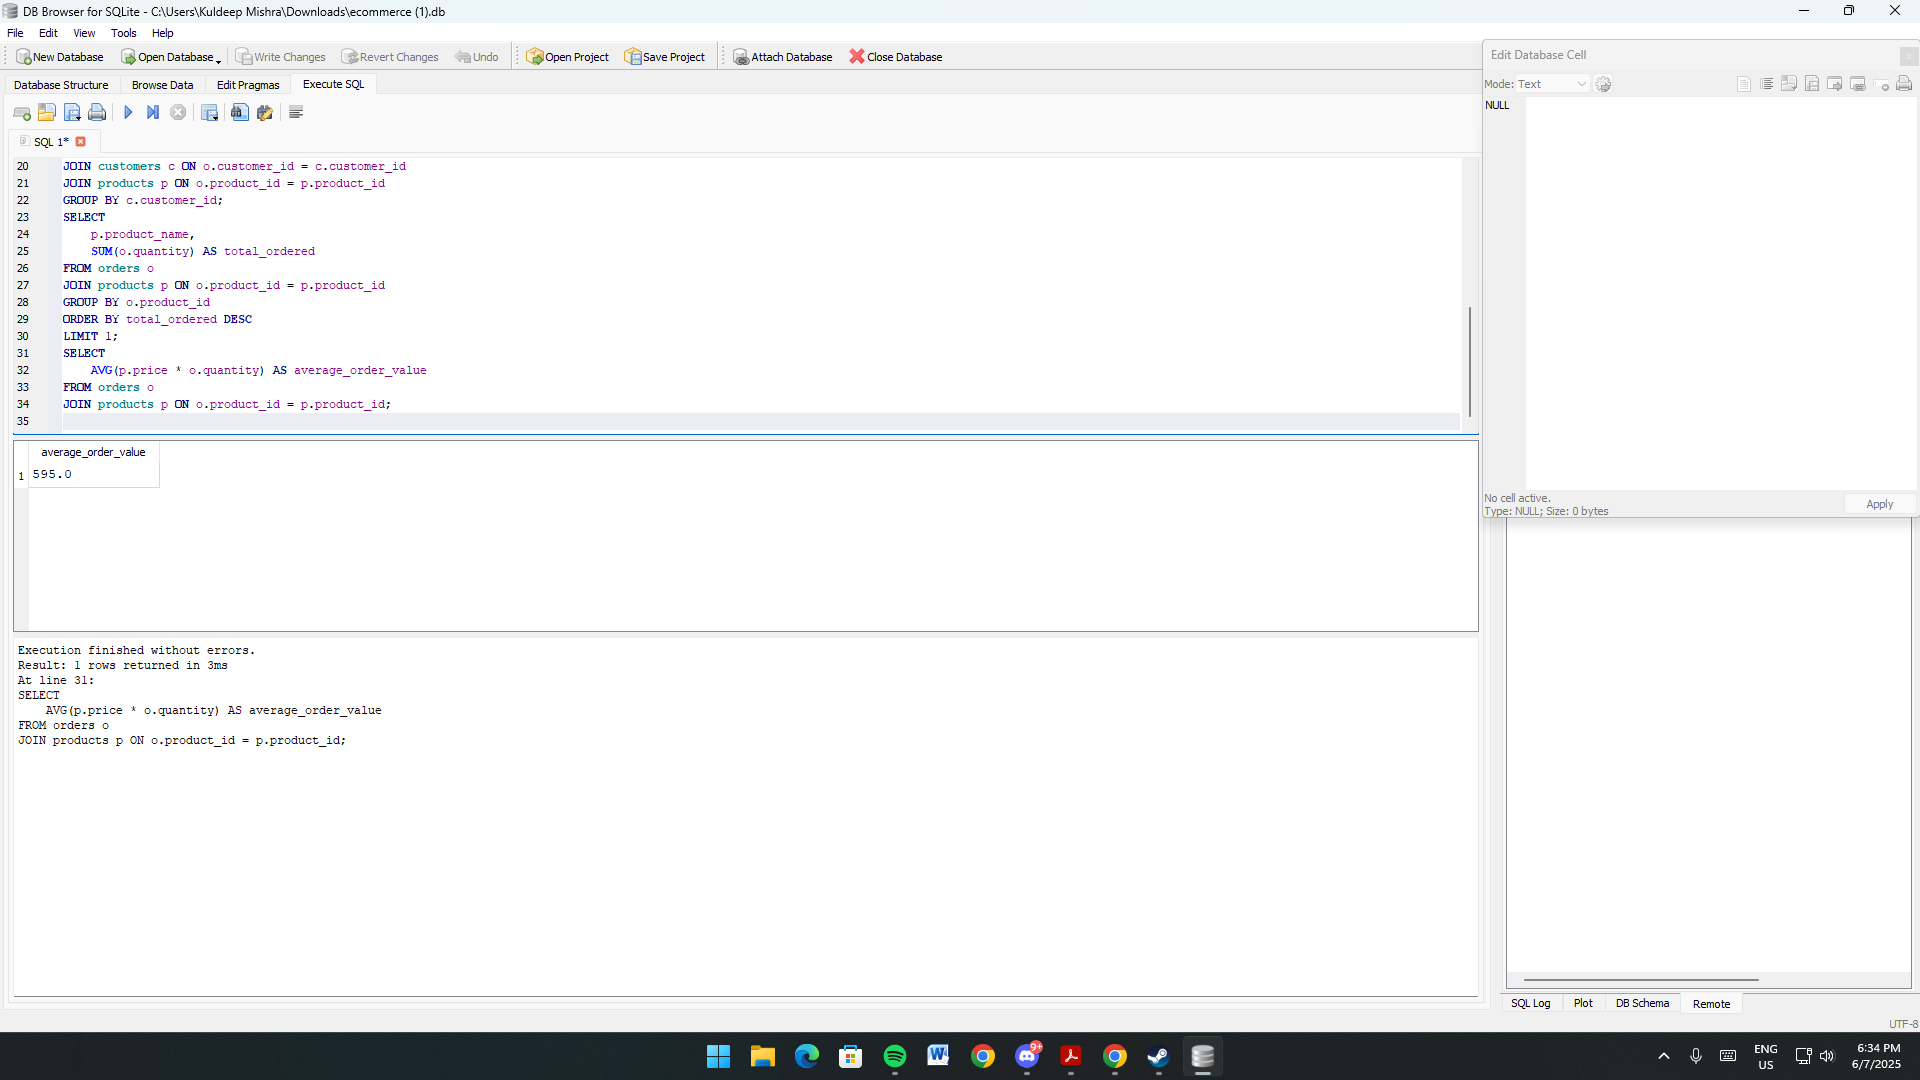 DB Browser for SQLite - C:\Users\Kuldeep Mishra\Downloads\ecommerce (1).db
File Edit View Tools Help
New Database Open Database Write Changes Revert Changes Undo Open Project Save Project Attach Database Close Database
Database Structure Browse Data Edit Pragmas Execute SQL
SQL 1*
20 JOIN customers c ON o.customer_id = c.customer_id
21 JOIN products p ON o.product_id = p.product_id
22 GROUP BY c.customer_id;
23 SELECT
24 p.product_name,
25 SUM(o.quantity) AS total_ordered
26 FROM orders o
27 JOIN products p ON o.product_id = p.product_id
28 GROUP BY o.product_id
29 ORDER BY total_ordered DESC
30 LIMIT 1;
31 SELECT
32 AVG(p.price * o.quantity) AS average_order_value
33 FROM orders o
34 JOIN products p ON o.product_id = p.product_id;
35
average_order_value
1 595.0
Execution finished without errors.
Result: 1 rows returned in 3ms
At line 31:
SELECT
AVG(p.price * o.quantity) AS average_order_value
FROM orders o
JOIN products p ON o.product_id = p.product_id;
Edit Database Cell
Mode: Text
NULL
No cell active.
Type: NULL; Size: 0 bytes
Apply
SQL Log Plot DB Schema Remote
UTF-8
9+
ENG
US
6:34 PM
6/7/2025